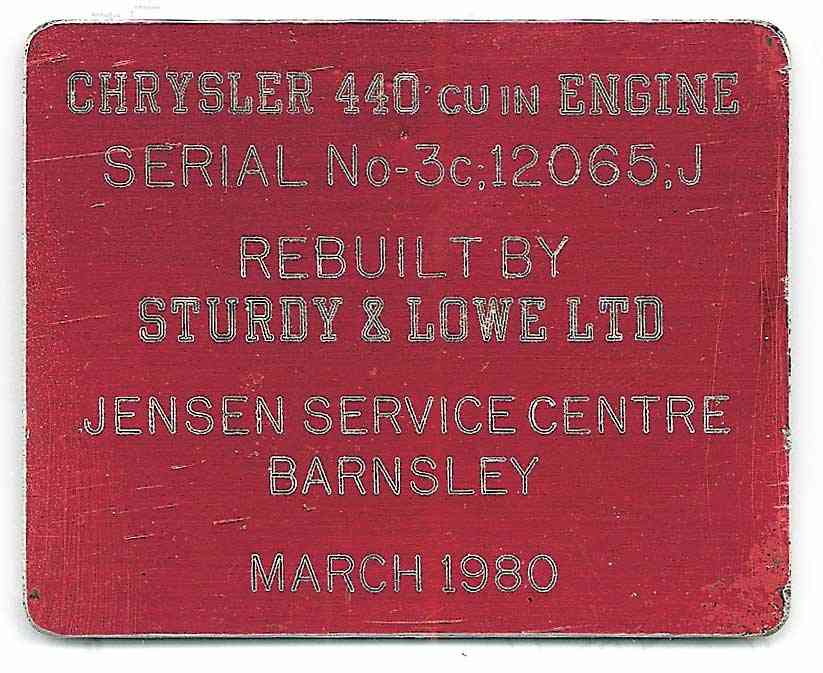 CHRYSLER 440 CU IN ENGINE
SERIAL No-3c;12065;J
REBUILT BY
STURDY & LOWE LTD
JENSEN SERVICE CENTRE
BARNSLEY
MARCH 1980